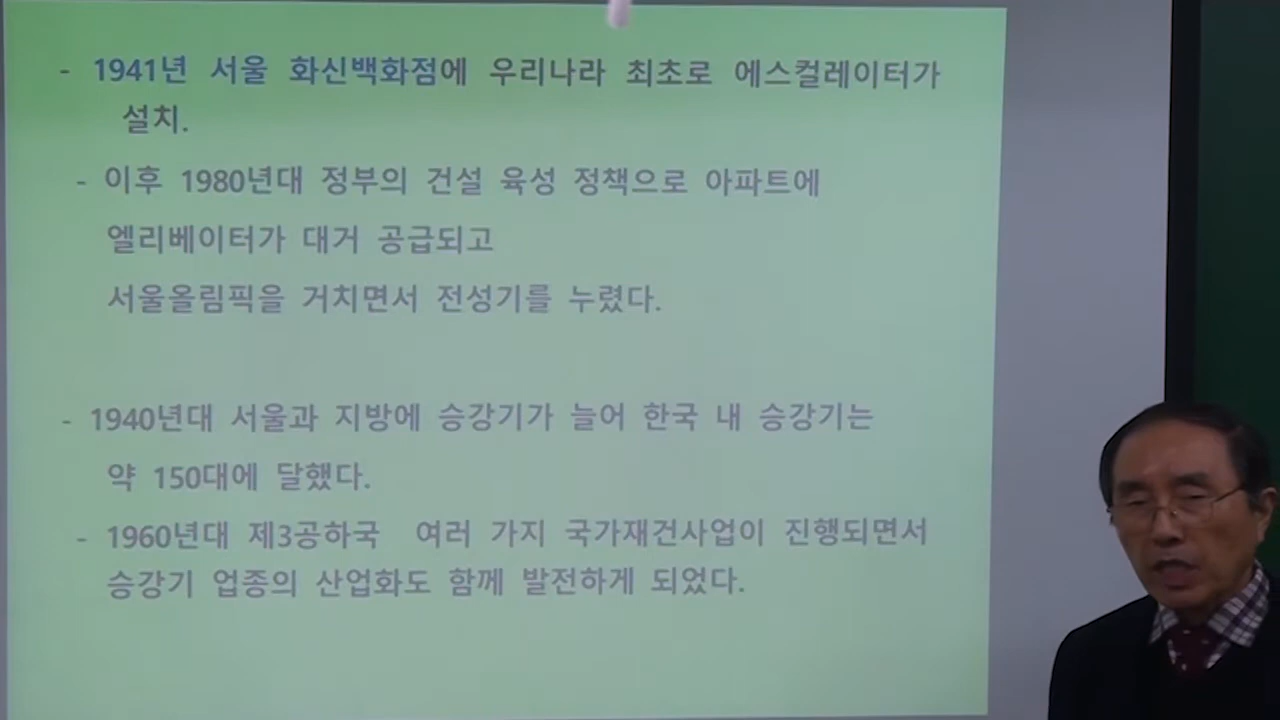 - 1941년 서울 화신백화점에 우리나라 최초로 에스컬레이터가
설치.
- 이후 1980년대 정부의 건설 육성 정책으로 아파트에
엘리베이터가 대거 공급되고
서울올림픽을 거치면서 전성기를 누렸다.
- 1940년대 서울과 지방에 승강기가 늘어 한국 내 승강기는
약 150대에 달했다.
- 1960년대 제3공하국 여러 가지 국가재건사업이 진행되면서
승강기 업종의 산업화도 함께 발전하게 되었다.